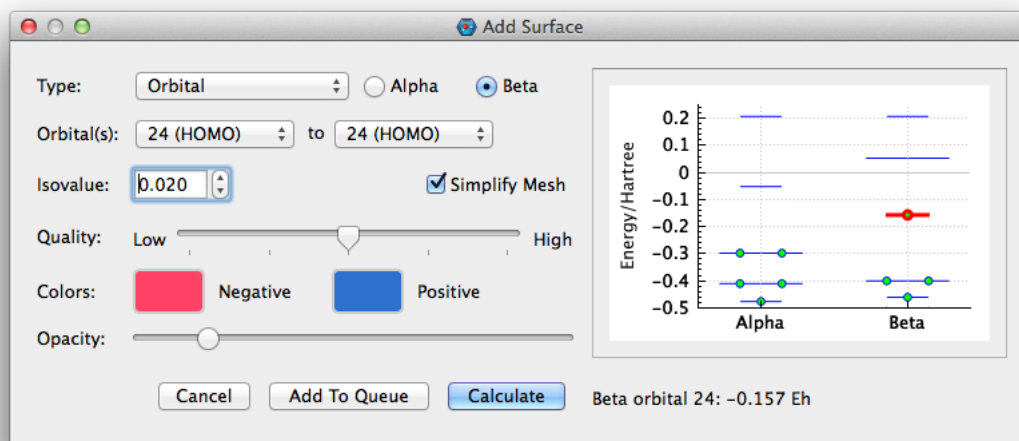 Add Surface
Type: Orbital Alpha Beta
Orbital(s): 24 (HOMO) to 24 (HOMO)
Isovalue: 0.020 Simplify Mesh
Quality: Low High
Colors: Negative Positive
Opacity:
Cancel Add To Queue Calculate
Energy/Hartree
0.2
0.1
0
−0.1
−0.2
−0.3
−0.4
−0.5
Alpha Beta
Beta orbital 24: −0.157 Eh